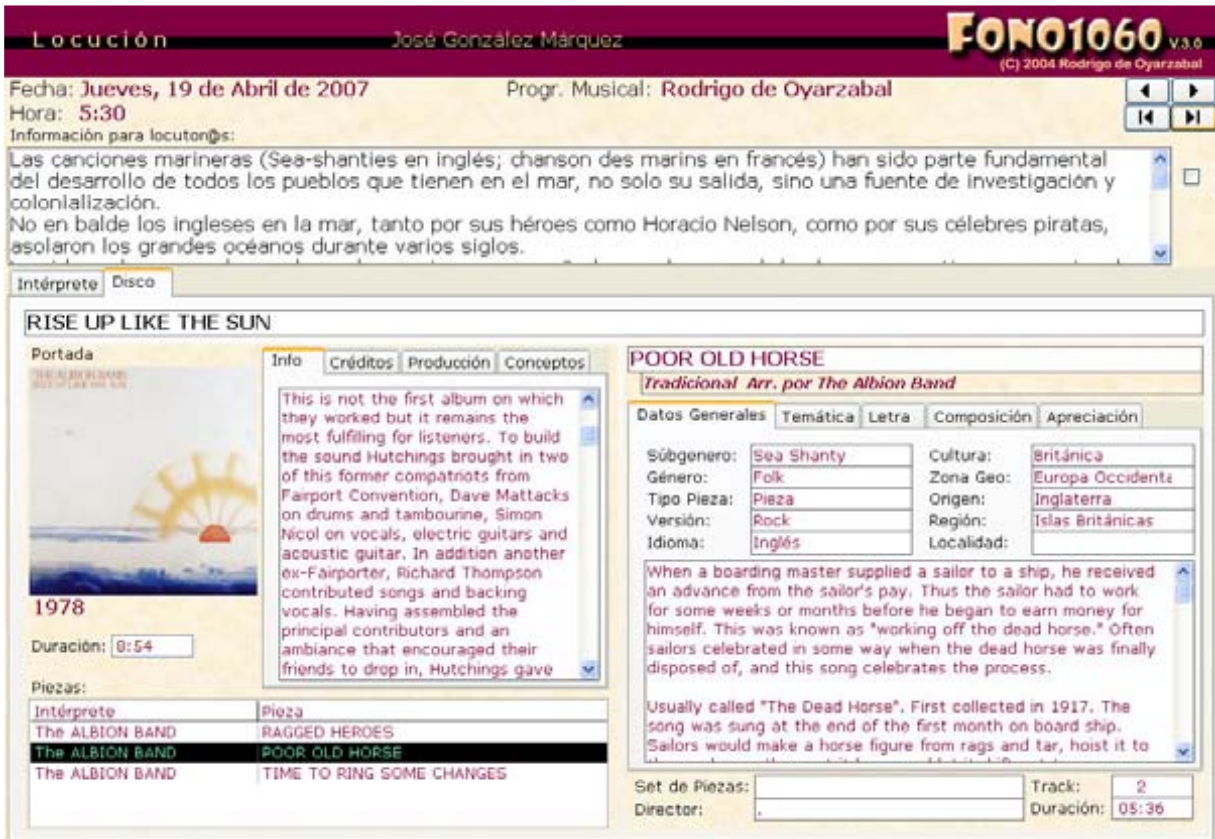 Locución
José González Márquez
FONO1060 V.3.0
(C) 2004 Rodrigo de Oyarzabal
Fecha: Jueves, 19 de Abril de 2007
Progr. Musical: Rodrigo de Oyarzabal
Hora: 5:30
Información para locutor@s:
Las canciones marineras (Sea-shanties en inglés; chanson des marins en francés) han sido parte fundamental
del desarrollo de todos los pueblos que tienen en el mar, no solo su salida, sino una fuente de investigación y
colonialización.
No en balde los ingleses en la mar, tanto por sus héroes como Horacio Nelson, como por sus célebres piratas,
asolaron los grandes océanos durante varios siglos.
Intérprete Disco
RISE UP LIKE THE SUN
Portada
THE ALBION BAND
RISE UP LIKE THE SUN
1978
Duración: 8:54
Info Créditos Producción Conceptos
This is not the first album on which
they worked but it remains the
most fulfilling for listeners. To build
the sound Hutchings brought in two
of this former compatriots from
Fairport Convention, Dave Mattacks
on drums and tambourine, Simon
Nicol on vocals, electric guitars and
acoustic guitar. In addition another
ex-Fairporter, Richard Thompson
contributed songs and backing
vocals. Having assembled the
principal contributors and an
ambiance that encouraged their
friends to drop in, Hutchings gave
Piezas:
Intérprete Pieza
The ALBION BAND RAGGED HEROES
The ALBION BAND POOR OLD HORSE
The ALBION BAND TIME TO RING SOME CHANGES
POOR OLD HORSE
Tradicional Arr. por The Albion Band
Datos Generales Temática Letra Composición Apreciación
Súbgenero: Sea Shanty Cultura: Británica
Género: Folk Zona Geo: Europa Occidenta
Tipo Pieza: Pieza Origen: Inglaterra
Versión: Rock Región: Islas Británicas
Idioma: Inglés Localidad:
When a boarding master supplied a sailor to a ship, he received
an advance from the sailor's pay. Thus the sailor had to work
for some weeks or months before he began to earn money for
himself. This was known as "working off the dead horse." Often
sailors celebrated in some way when the dead horse was finally
disposed of, and this song celebrates the process.
Usually called "The Dead Horse". First collected in 1917. The
song was sung at the end of the first month on board ship.
Sailors would make a horse figure from rags and tar, hoist it to
Set de Piezas: Track: 2
Director: . Duración: 05:36